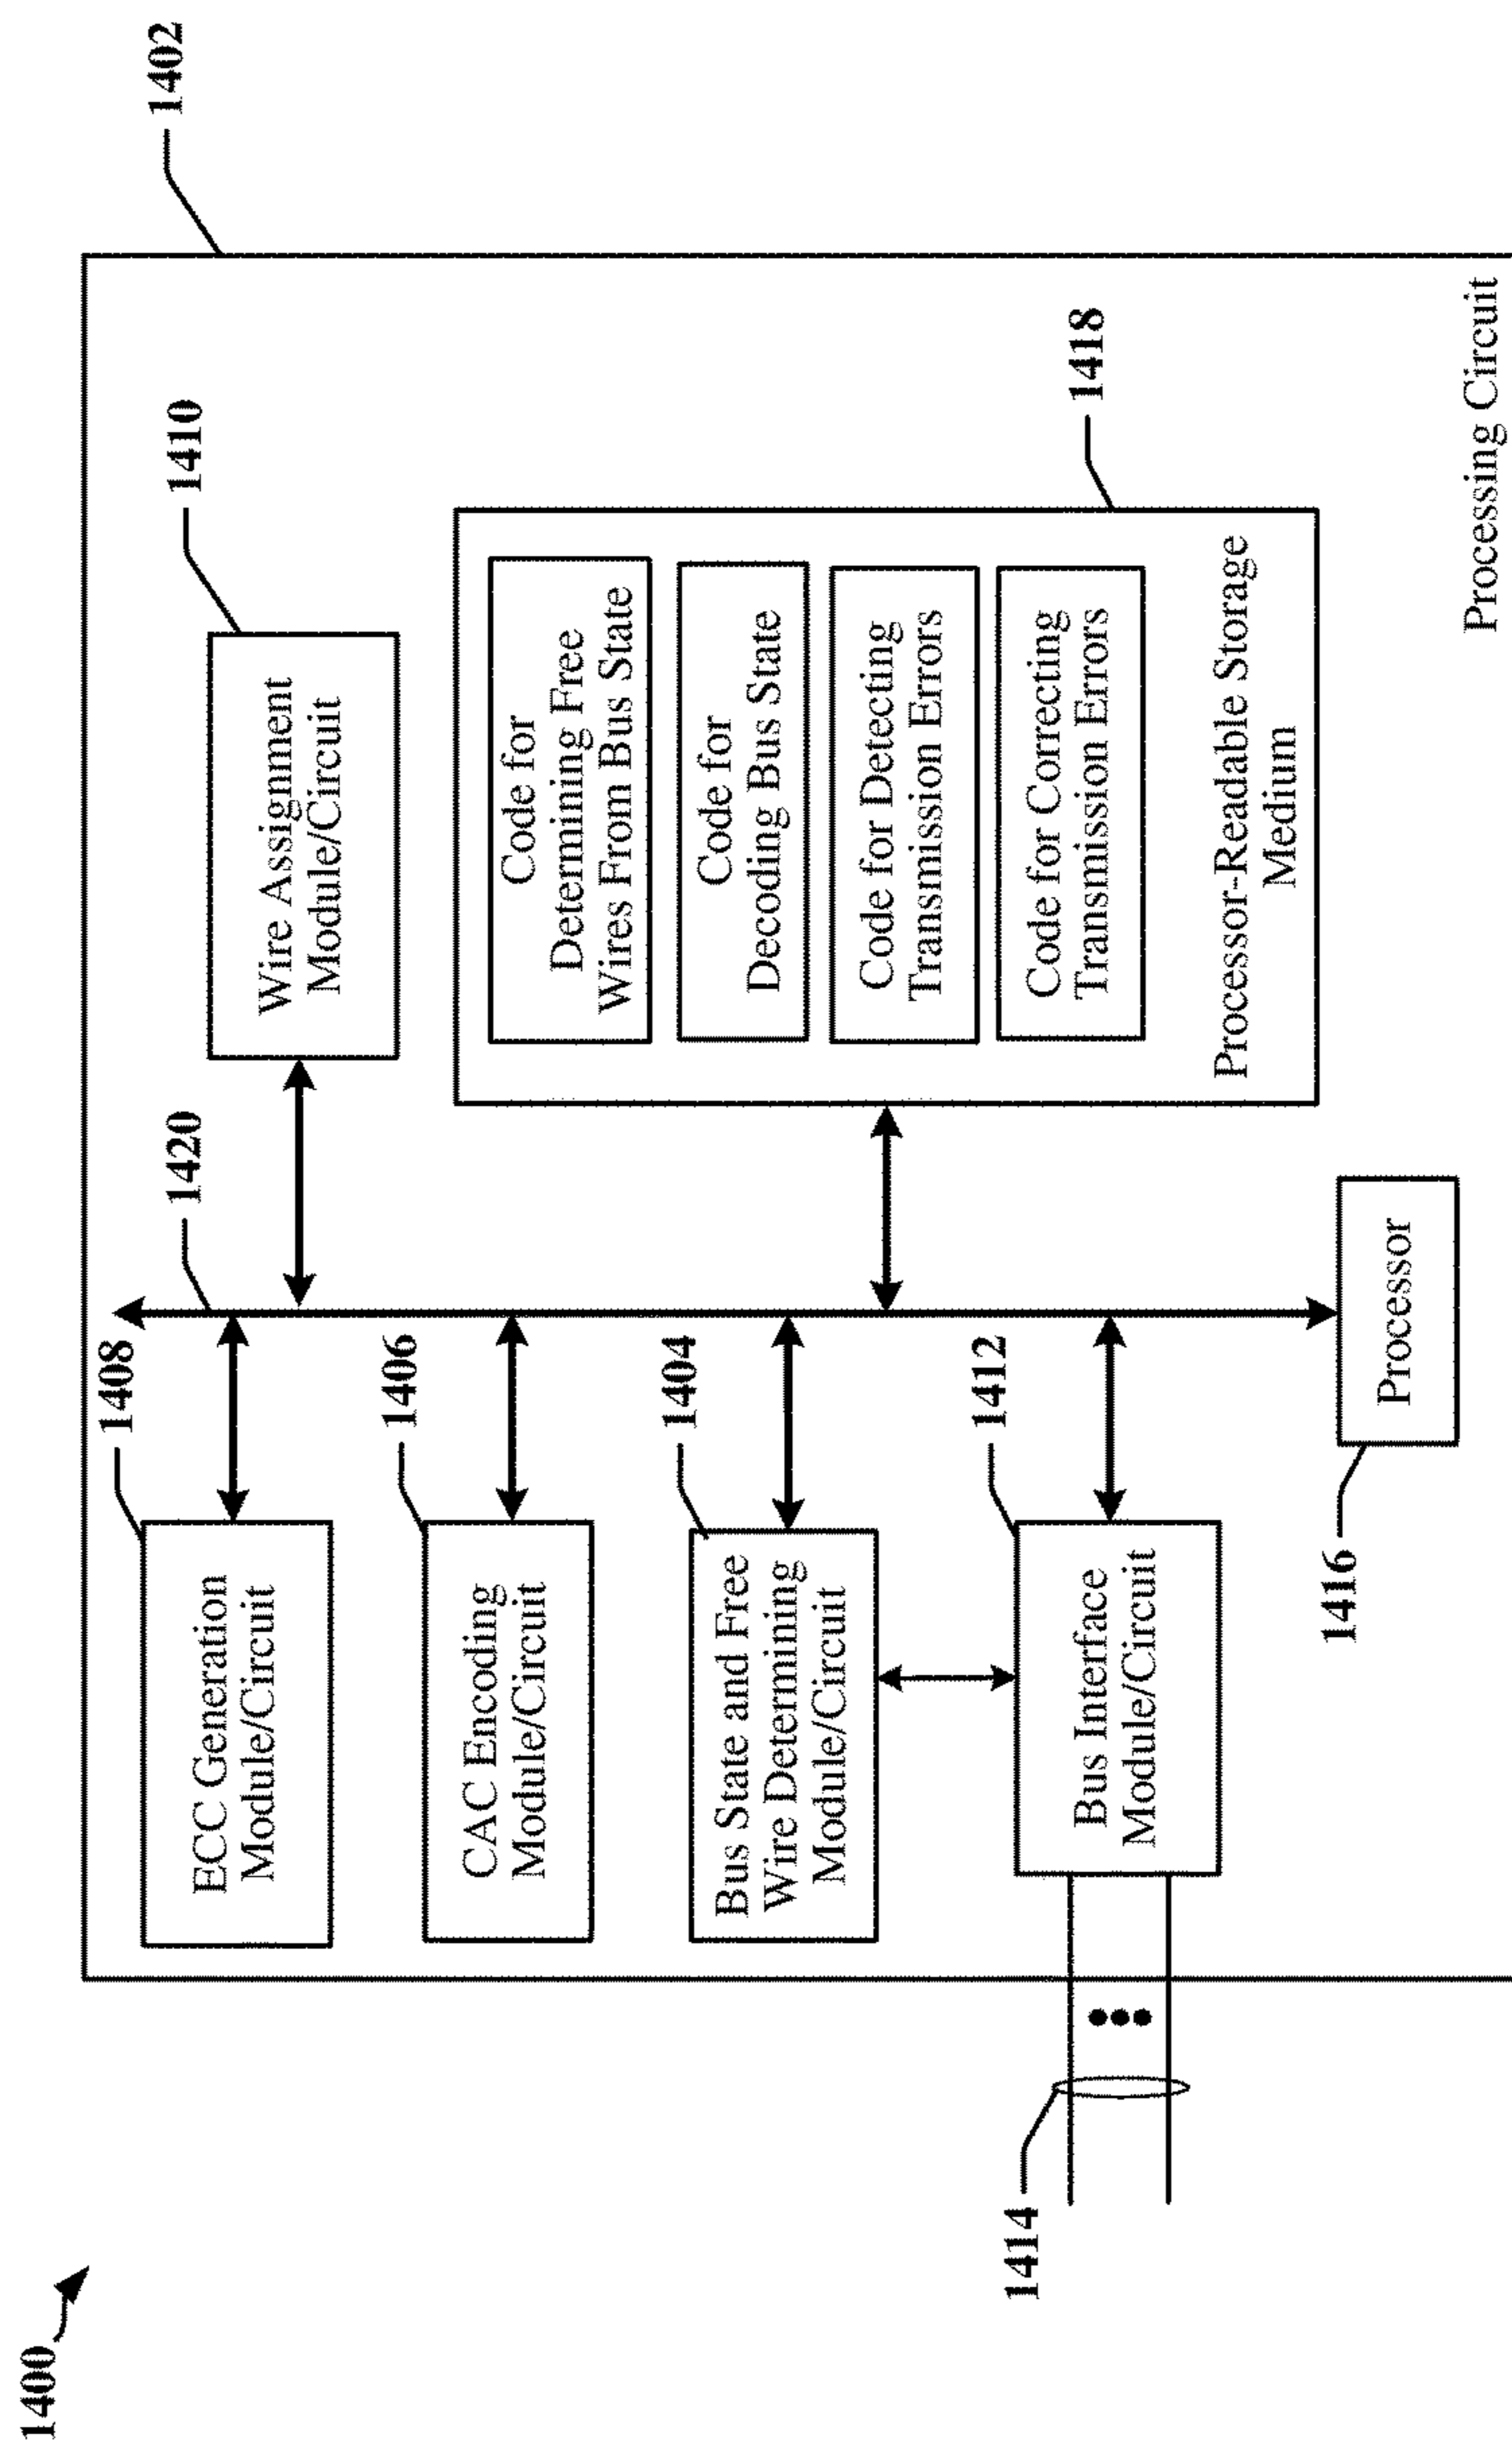 1400
1402
1408
ECC Generation
Module/Circuit
1420
1410
Wire Assignment
Module/Circuit
1406
CAC Encoding
Module/Circuit
1404
Bus State and Free
Wire Determining
Module/Circuit
1418
Code for
Determining Free
Wires From Bus State
Code for
Decoding Bus State
Code for Detecting
Transmission Errors
Code for Correcting
Transmission Errors
Processor-Readable Storage
Medium
1414
1412
Bus Interface
Module/Circuit
1416
Processor
Processing Circuit